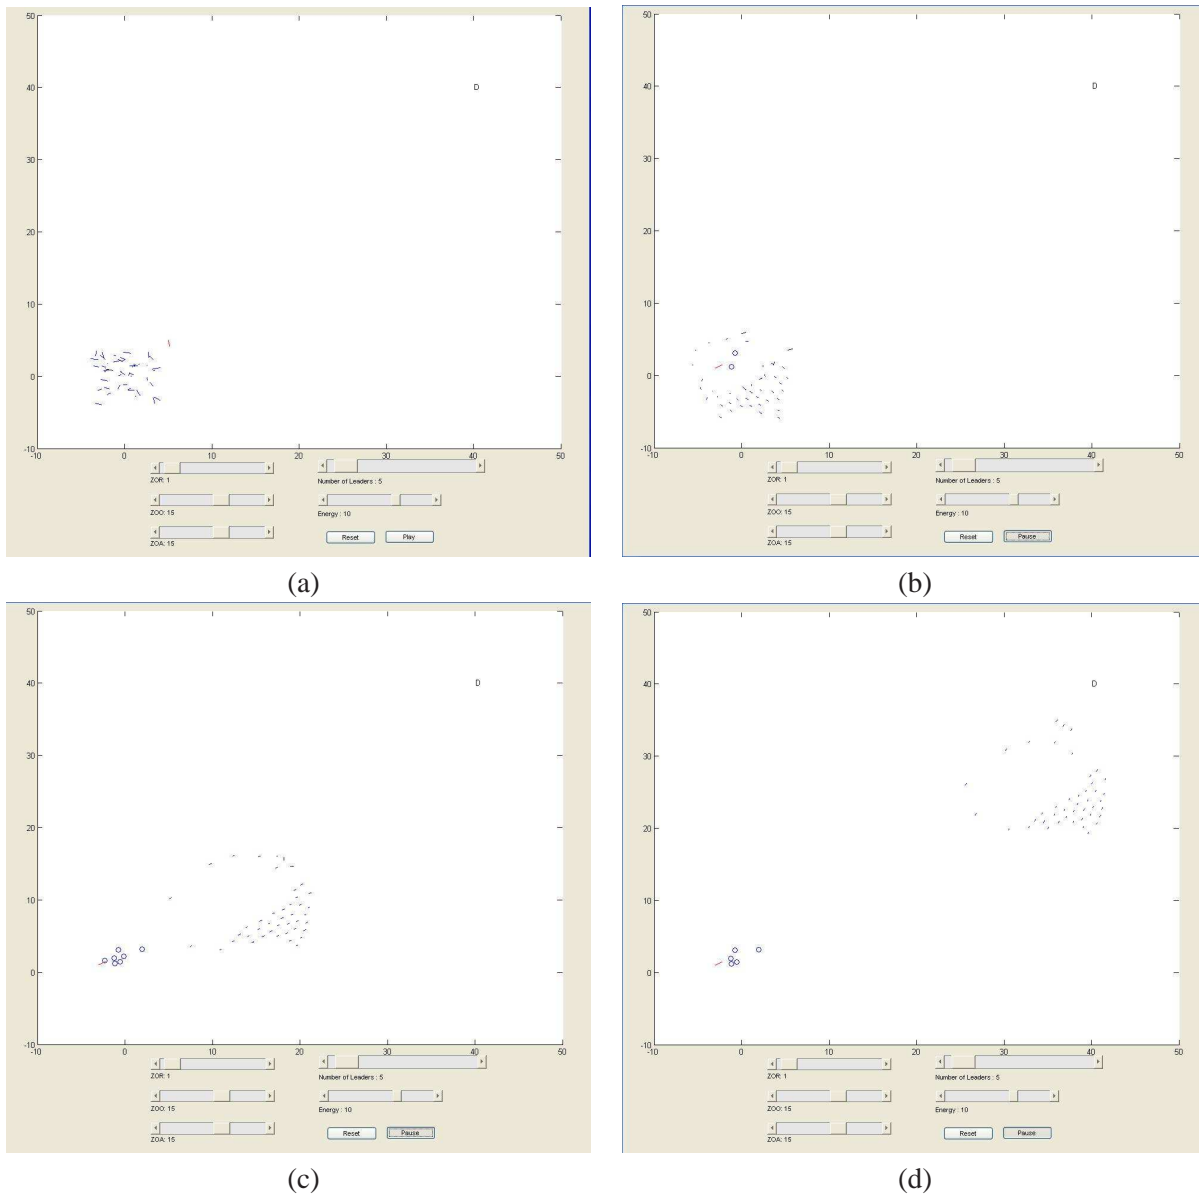 50
40
D
30
20
10
0
-10
0 10 20 30 40 50
ZOR: 1
Number of Leaders : 5
ZOO: 15
Energy : 10
ZOA: 15
Reset Play
(a)
50
40
D
30
20
10
0
-10
-10 0 10 20 30 40 50
ZOR: 1
Number of Leaders : 5
ZOO: 15
Energy : 10
ZOA: 15
Reset Pause
(b)
50
40
D
30
20
10
0
-10
-10 0 10 20 30 40 50
ZOR: 1
Number of Leaders : 5
ZOO: 15
Energy : 10
ZOA: 15
Reset Pause
(c)
50
40
D
30
20
10
0
-10
-10 0 10 20 30 40 50
ZOR: 1
Number of Leaders : 5
ZOO: 15
Energy : 10
ZOA: 15
Reset Pause
(d)